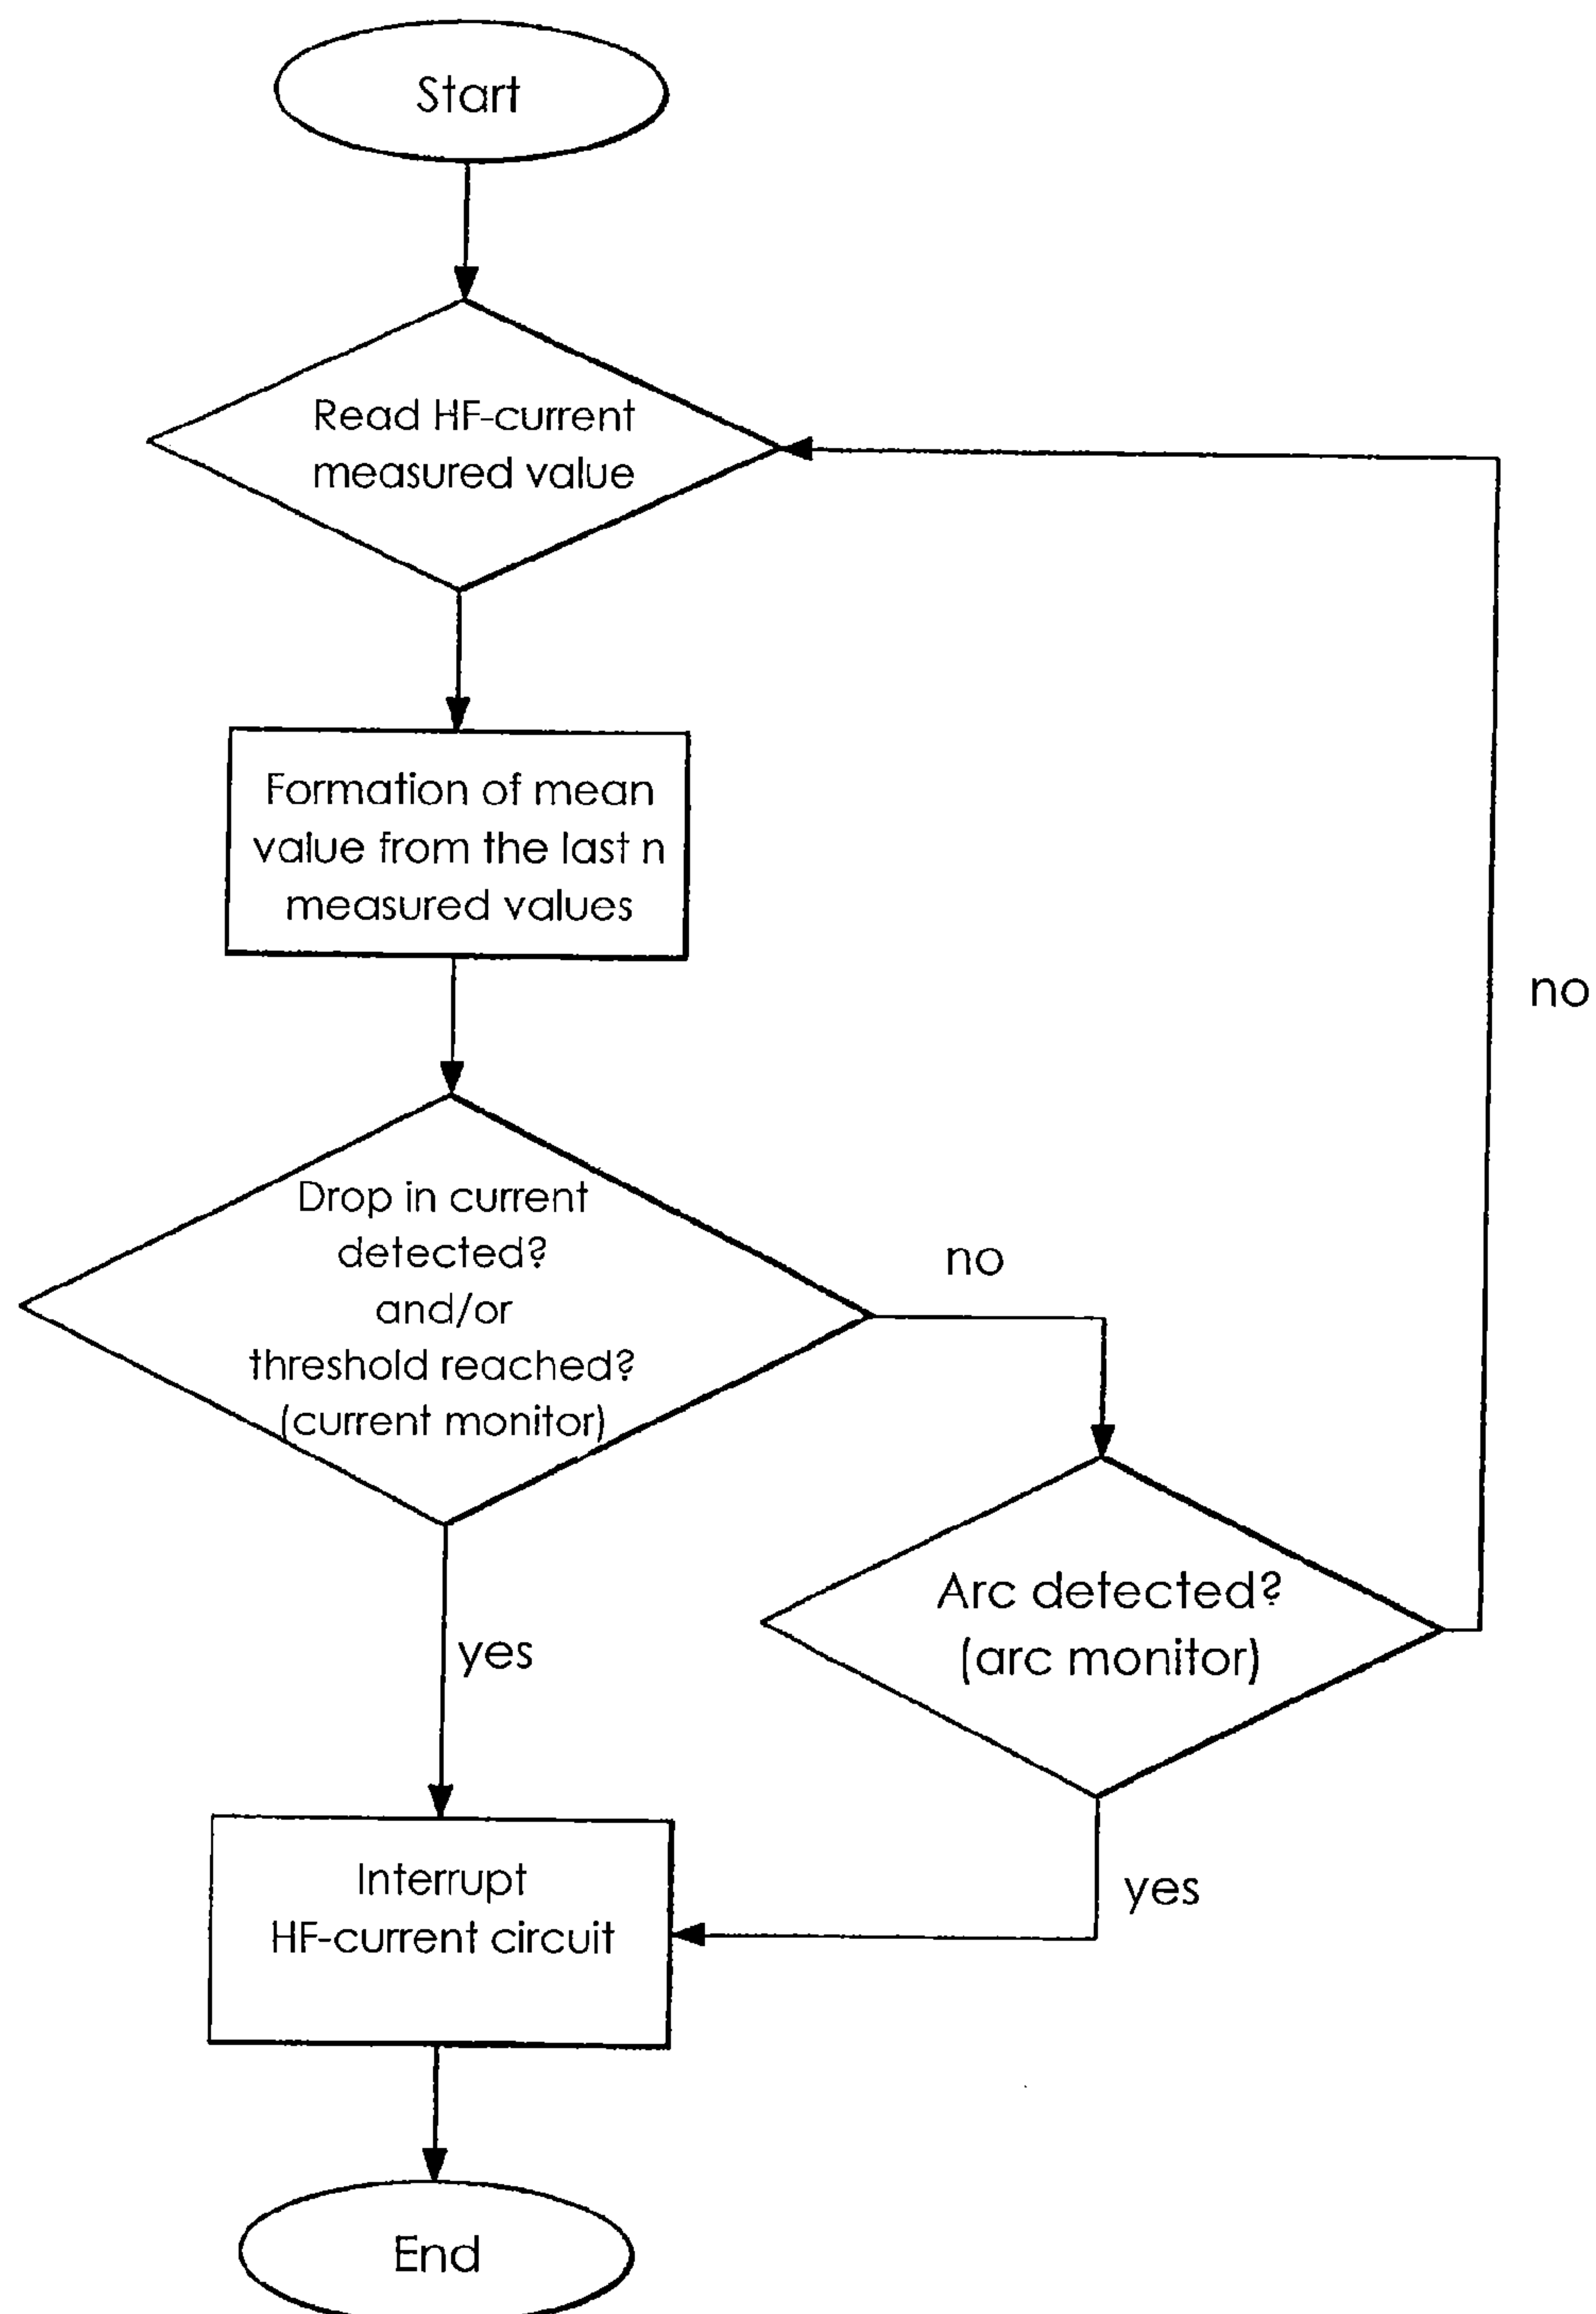 Start
Read HF-current
measured value
Formation of mean
value from the last n
measured values
no
Drop in current
detected?
and/or
threshold reached?
(current monitor)
no
Arc detected?
(arc monitor)
yes
Interrupt
HF-current circuit
yes
End